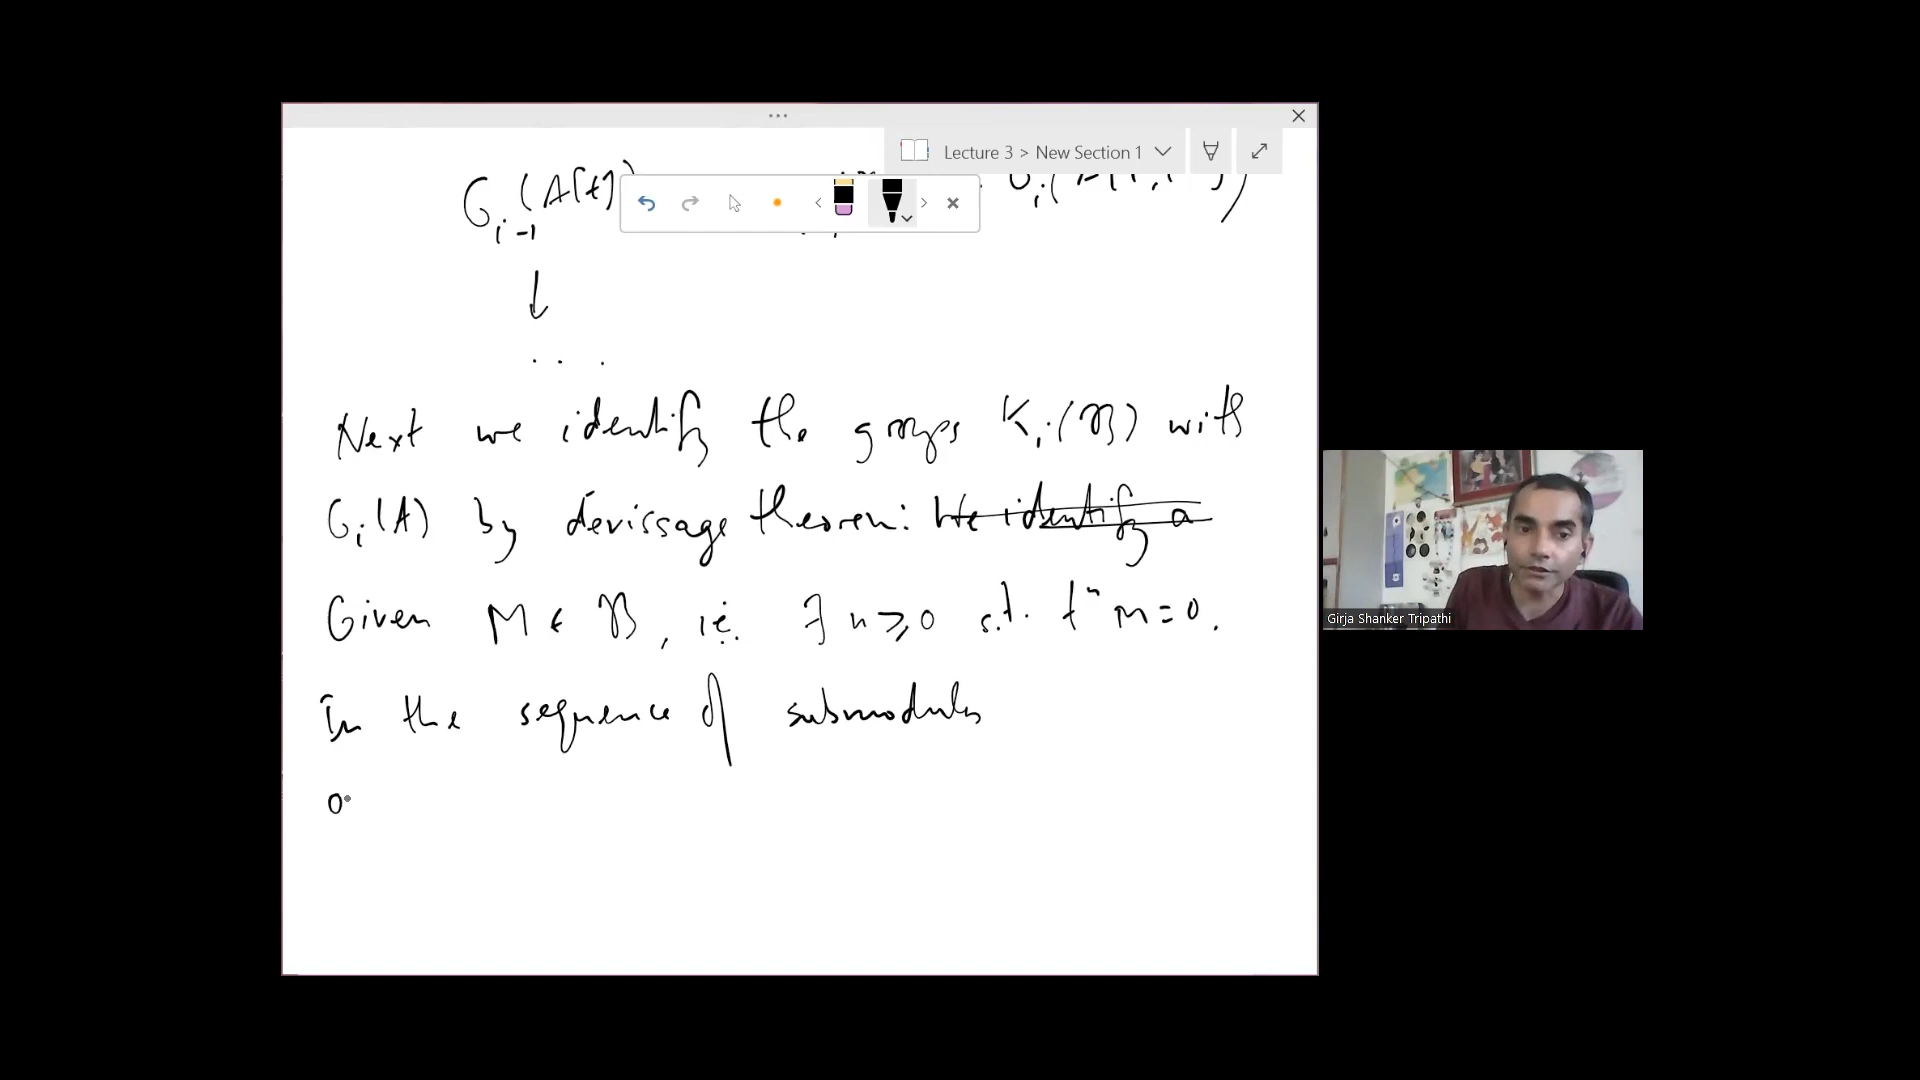 Lecture 3 > New Section 1
G_{i-1}(A[t])
↓
. . .
Next we identify the groups K_i(B) with
G_i(A) by dévissage theorem: We identify a
Given M ∈ B, i.e. ∃ n ≥ 0 s.t. t^n M = 0.
In the sequence of submodules
0
Girja Shanker Tripathi